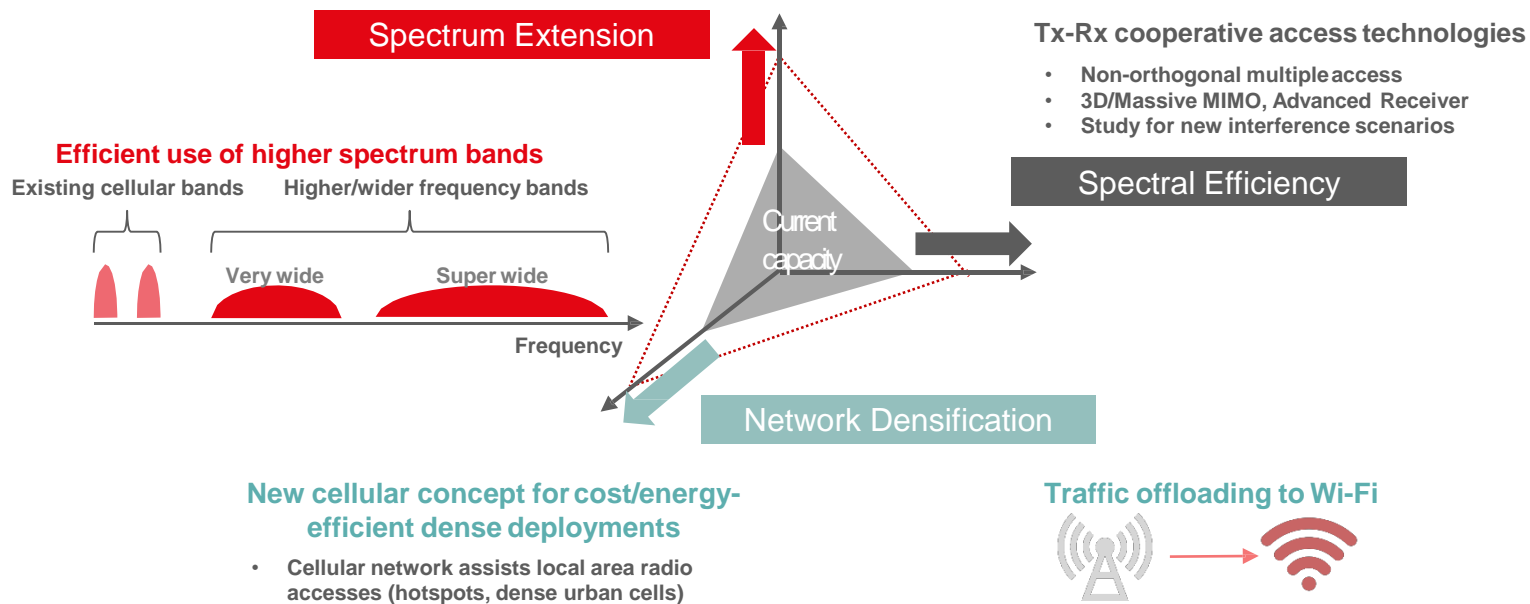 Spectrum Extension
Tx-Rx cooperative access technologies
• Non-orthogonal multiple access
• 3D/Massive MIMO, Advanced Receiver
• Study for new interference scenarios
Efficient use of higher spectrum bands
Existing cellular bands
Higher/wider frequency bands
Spectral Efficiency
Current
capacity
Very wide
Super wide
Frequency
Network Densification
New cellular concept for cost/energy-
efficient dense deployments
• Cellular network assists local area radio
accesses (hotspots, dense urban cells)
Traffic offloading to Wi-Fi